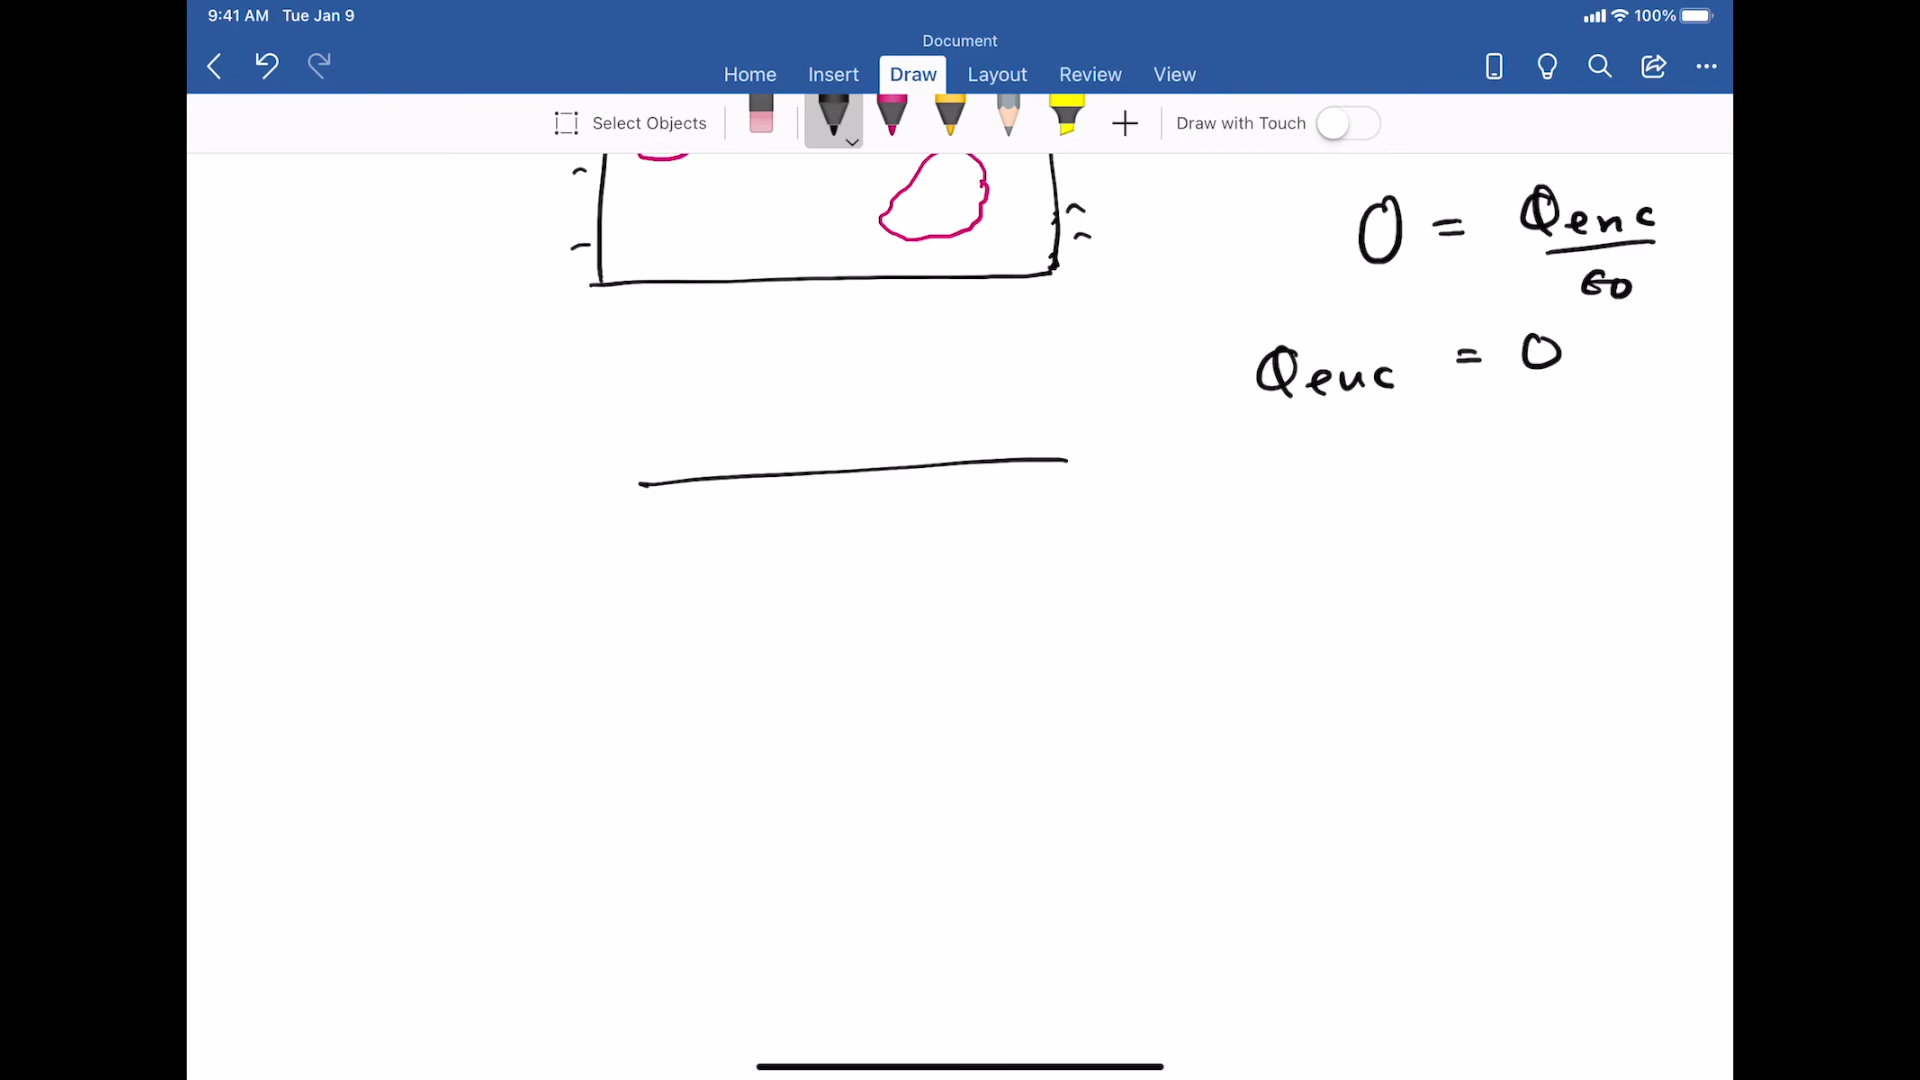 9:41 AM Tue Jan 9
100%
Document
Home Insert Draw Layout Review View
Select Objects
Draw with Touch
0 = Qenc
ϵ0
Qenc = 0